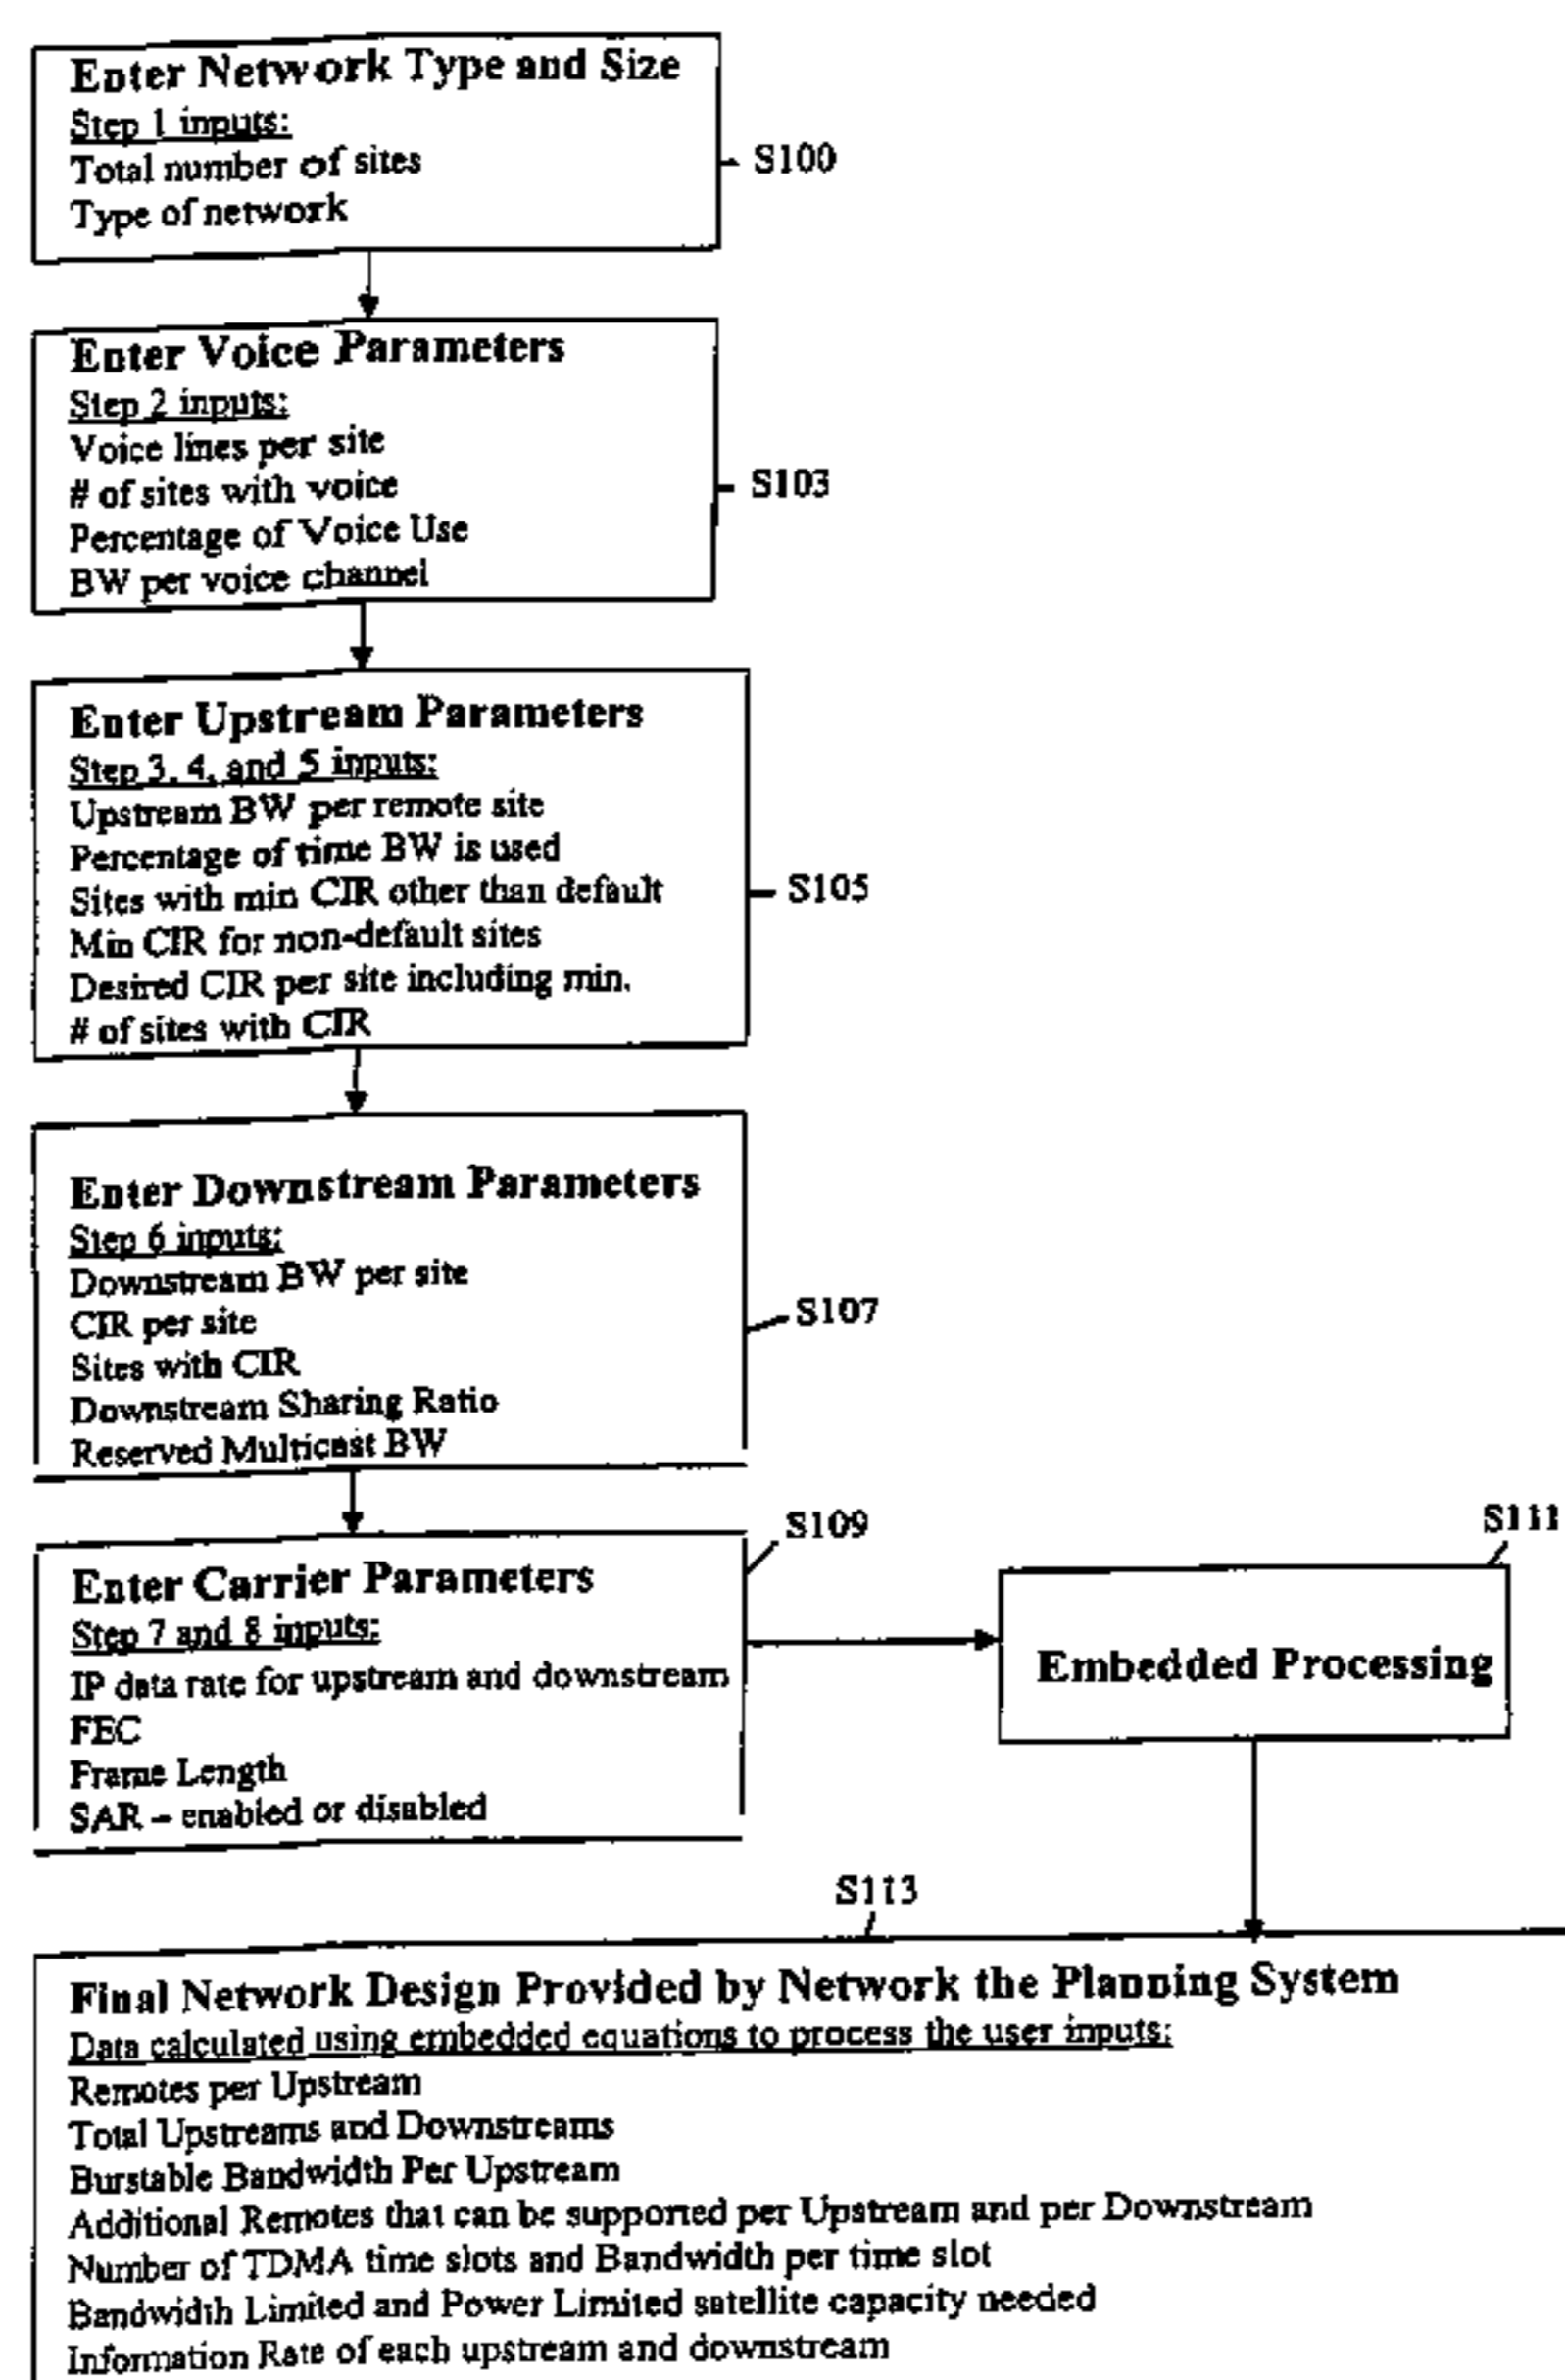 Enter Network Type and Size
Step 1 inputs:
Total number of sites
Type of network
S100
Enter Voice Parameters
Step 2 inputs:
Voice lines per site
# of sites with voice
Percentage of Voice Use
BW per voice channel
S103
Enter Upstream Parameters
Step 3, 4, and 5 inputs:
Upstream BW per remote site
Percentage of time BW is used
Sites with min CIR other than default
Min CIR for non-default sites
Desired CIR per site including min.
# of sites with CIR
S105
Enter Downstream Parameters
Step 6 inputs:
Downstream BW per site
CIR per site
Sites with CIR
Downstream Sharing Ratio
Reserved Multicast BW
S107
Enter Carrier Parameters
Step 7 and 8 inputs:
IP data rate for upstream and downstream
FEC
Frame Length
SAR – enabled or disabled
S109
S111
Embedded Processing
S113
Final Network Design Provided by Network the Planning System
Data calculated using embedded equations to process the user inputs:
Remotes per Upstream
Total Upstreams and Downstreams
Burstable Bandwidth Per Upstream
Additional Remotes that can be supported per Upstream and per Downstream
Number of TDMA time slots and Bandwidth per time slot
Bandwidth Limited and Power Limited satellite capacity needed
Information Rate of each upstream and downstream